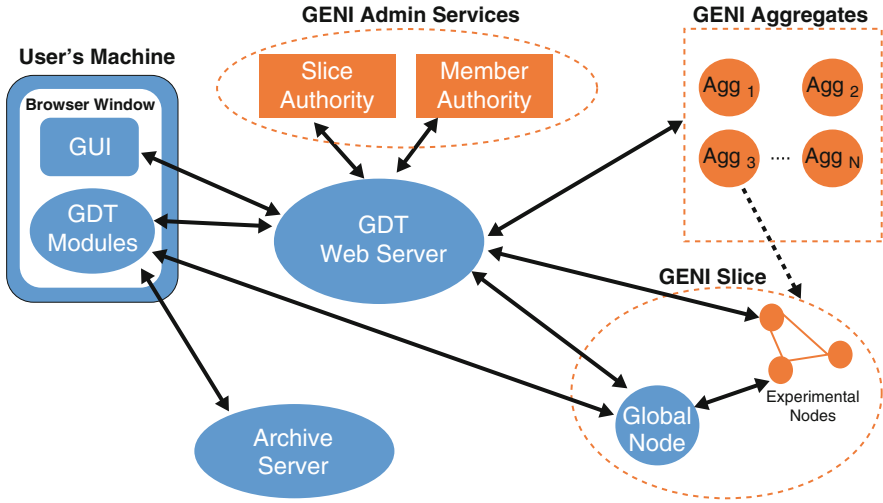 GENI Admin Services
GENI Aggregates
User's Machine
Browser Window
GUI
GDT
Modules
Slice
Authority
Member
Authority
GDT
Web Server
Agg 1
Agg 2
Agg 3
....
Agg N
GENI Slice
Experimental
Nodes
Global
Node
Archive
Server